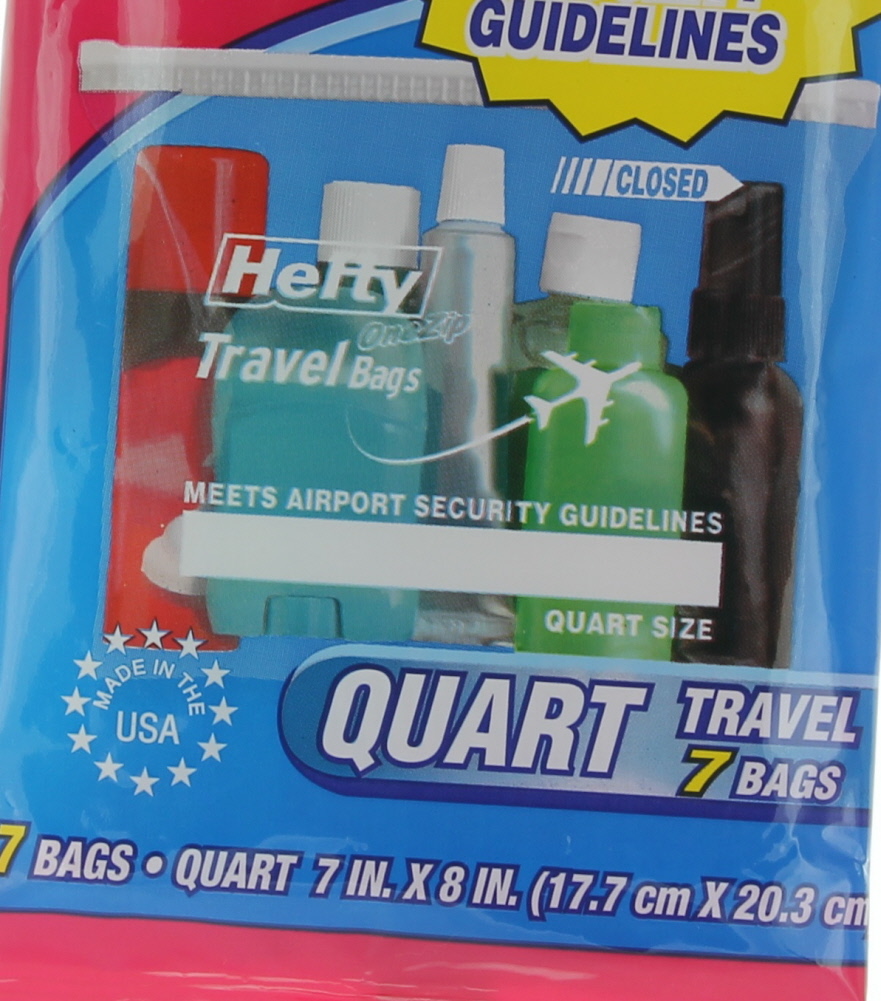 GUIDELINES
CLOSED
Hefty
OneZip
Travel Bags
MEETS AIRPORT SECURITY GUIDELINES
QUART SIZE
MADE IN THE
USA
QUART TRAVEL
7 BAGS
7 BAGS • QUART 7 IN. X 8 IN. (17.7 cm X 20.3 cm